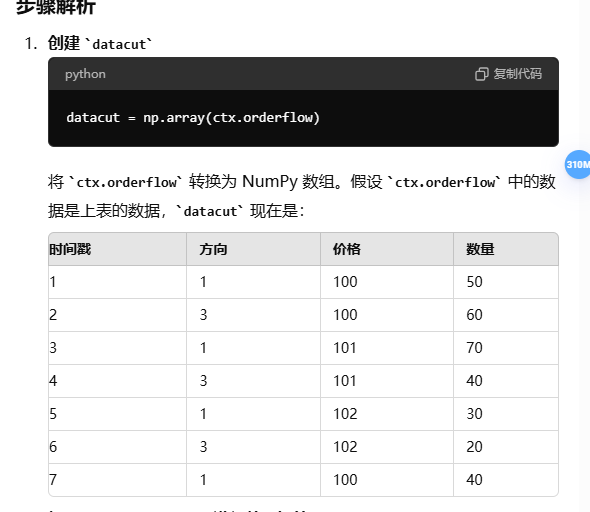 步骤解析
1. 创建 `datacut`
python 复制代码
datacut = np.array(ctx.orderflow)
将 `ctx.orderflow` 转换为 NumPy 数组。假设 `ctx.orderflow` 中的数
据是上表的数据，`datacut` 现在是：
时间戳 方向 价格 数量
1 1 100 50
2 3 100 60
3 1 101 70
4 3 101 40
5 1 102 30
6 3 102 20
7 1 100 40
310M